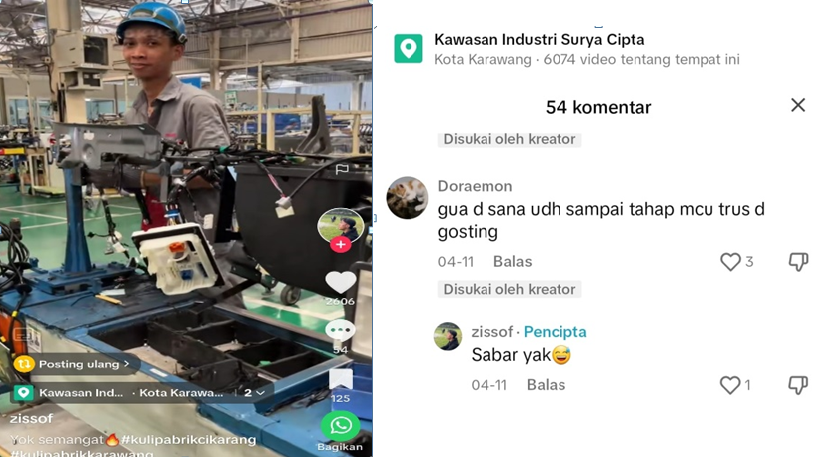 2606
54
125
Bagikan
Posting ulang
Kawasan Ind... · Kota Karawa... 2
zissof
Yok semangat🔥#kulipabrikcikarang
#kulipabrikkarawang
Kawasan Industri Surya Cipta
Kota Karawang · 6074 video tentang tempat ini
54 komentar
Disukai oleh kreator
Doraemon
gua d sana udh sampai tahap mcu trus d
gosting
04-11 Balas 3
Disukai oleh kreator
zissof · Pencipta
Sabar yak😅
04-11 Balas 1